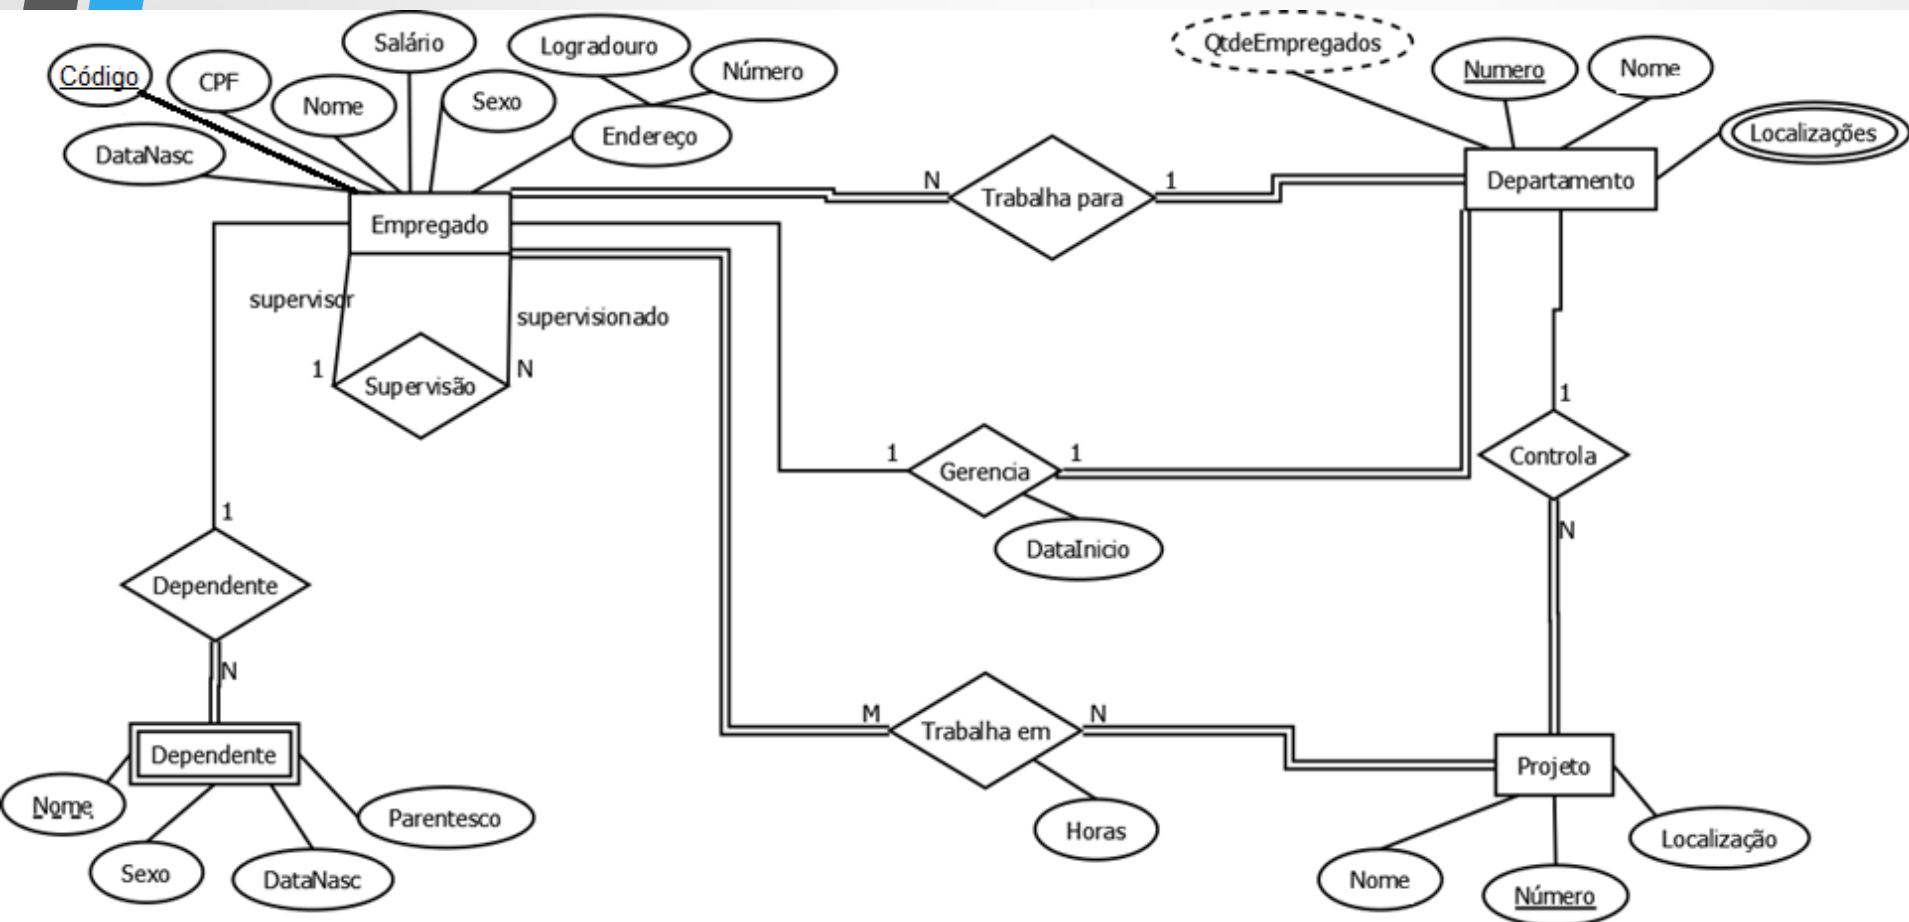 Salário
Logradouro
QtdeEmpregados
Código
CPF
Número
Numero
Nome
Nome
Sexo
DataNasc
Endereço
Localizações
N
Trabalha para
1
Departamento
Empregado
supervisor
supervisionado
1
Supervisão
N
1
1
Gerencia
1
Controla
DataInicio
1
N
Dependente
N
M
Trabalha em
N
Dependente
Projeto
Nome
Parentesco
Horas
Localização
Sexo
DataNasc
Nome
Número